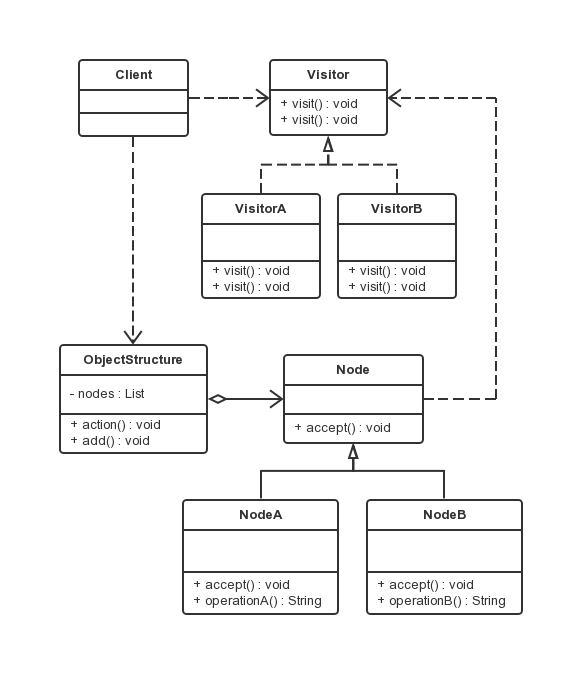 Client
Visitor
+ visit() : void
+ visit() : void
VisitorA
+ visit() : void
+ visit() : void
VisitorB
+ visit() : void
+ visit() : void
ObjectStructure
- nodes : List
+ action() : void
+ add() : void
Node
+ accept() : void
NodeA
+ accept() : void
+ operationA() : String
NodeB
+ accept() : void
+ operationB() : String